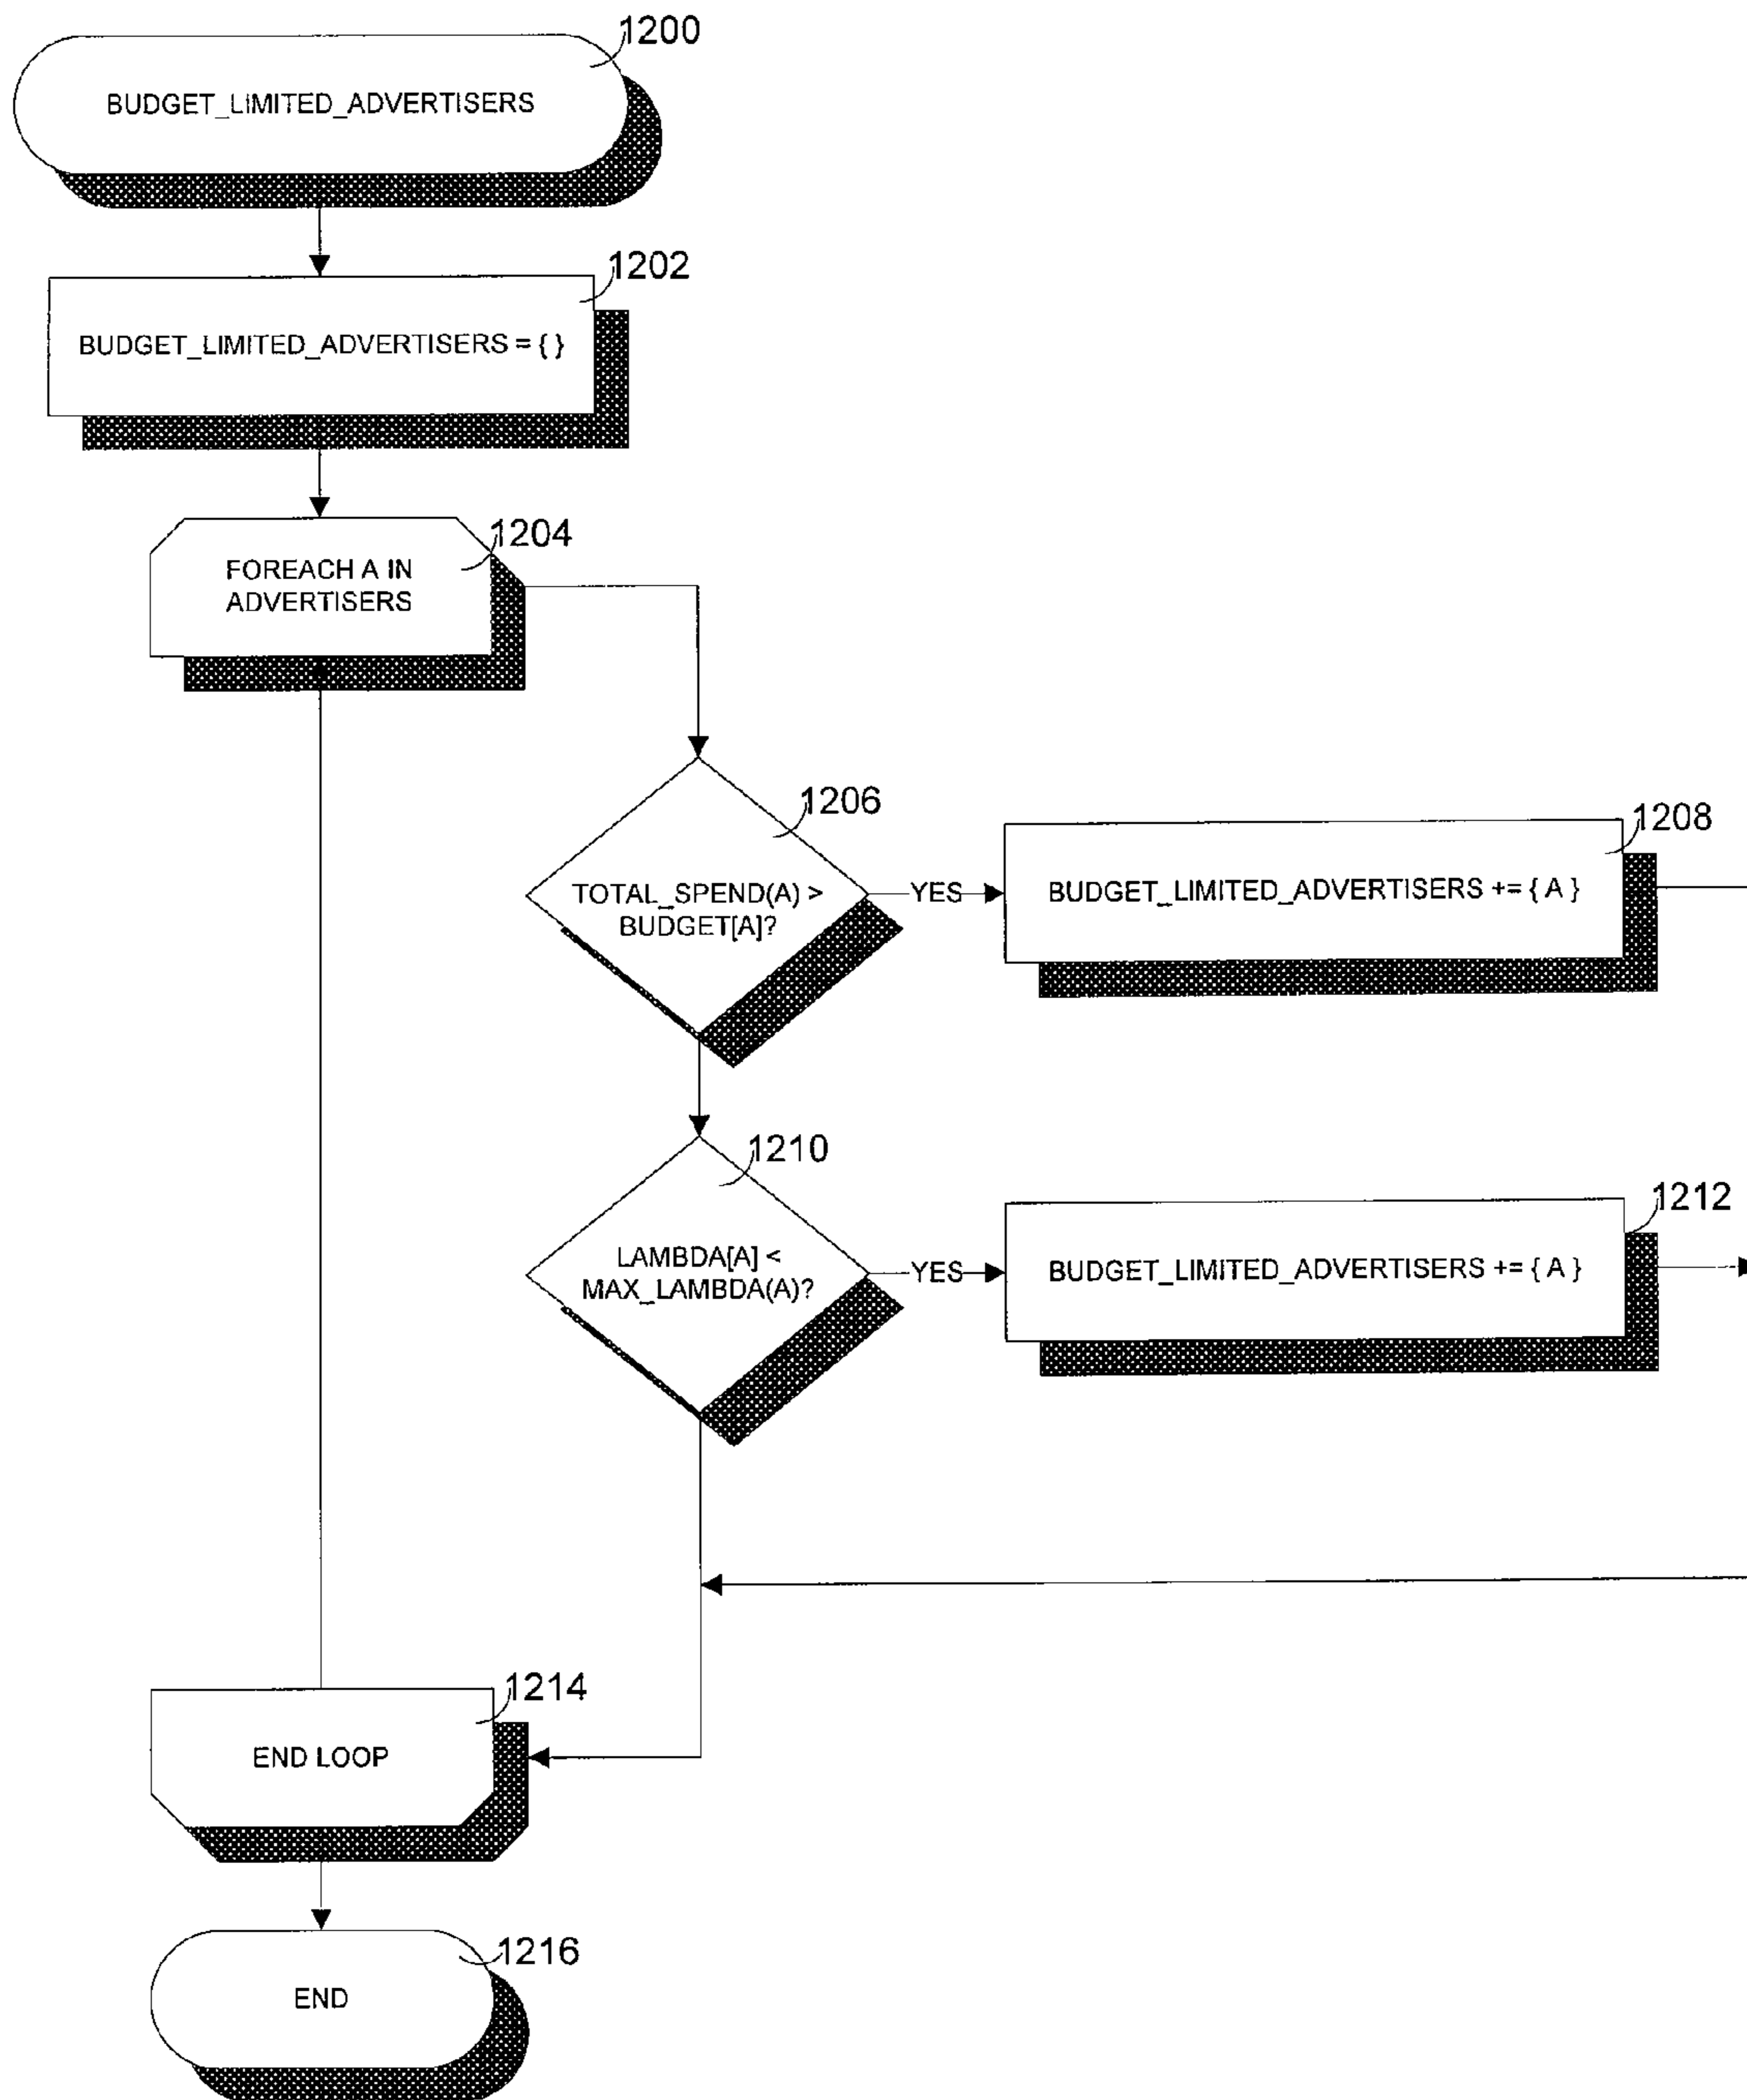 1200
BUDGET_LIMITED_ADVERTISERS
1202
BUDGET_LIMITED_ADVERTISERS = { }
1204
FOREACH A IN
ADVERTISERS
1206
TOTAL_SPEND(A) >
BUDGET[A]?
YES
1208
BUDGET_LIMITED_ADVERTISERS += { A }
1210
LAMBDA[A] <
MAX_LAMBDA(A)?
YES
1212
BUDGET_LIMITED_ADVERTISERS += { A }
1214
END LOOP
1216
END